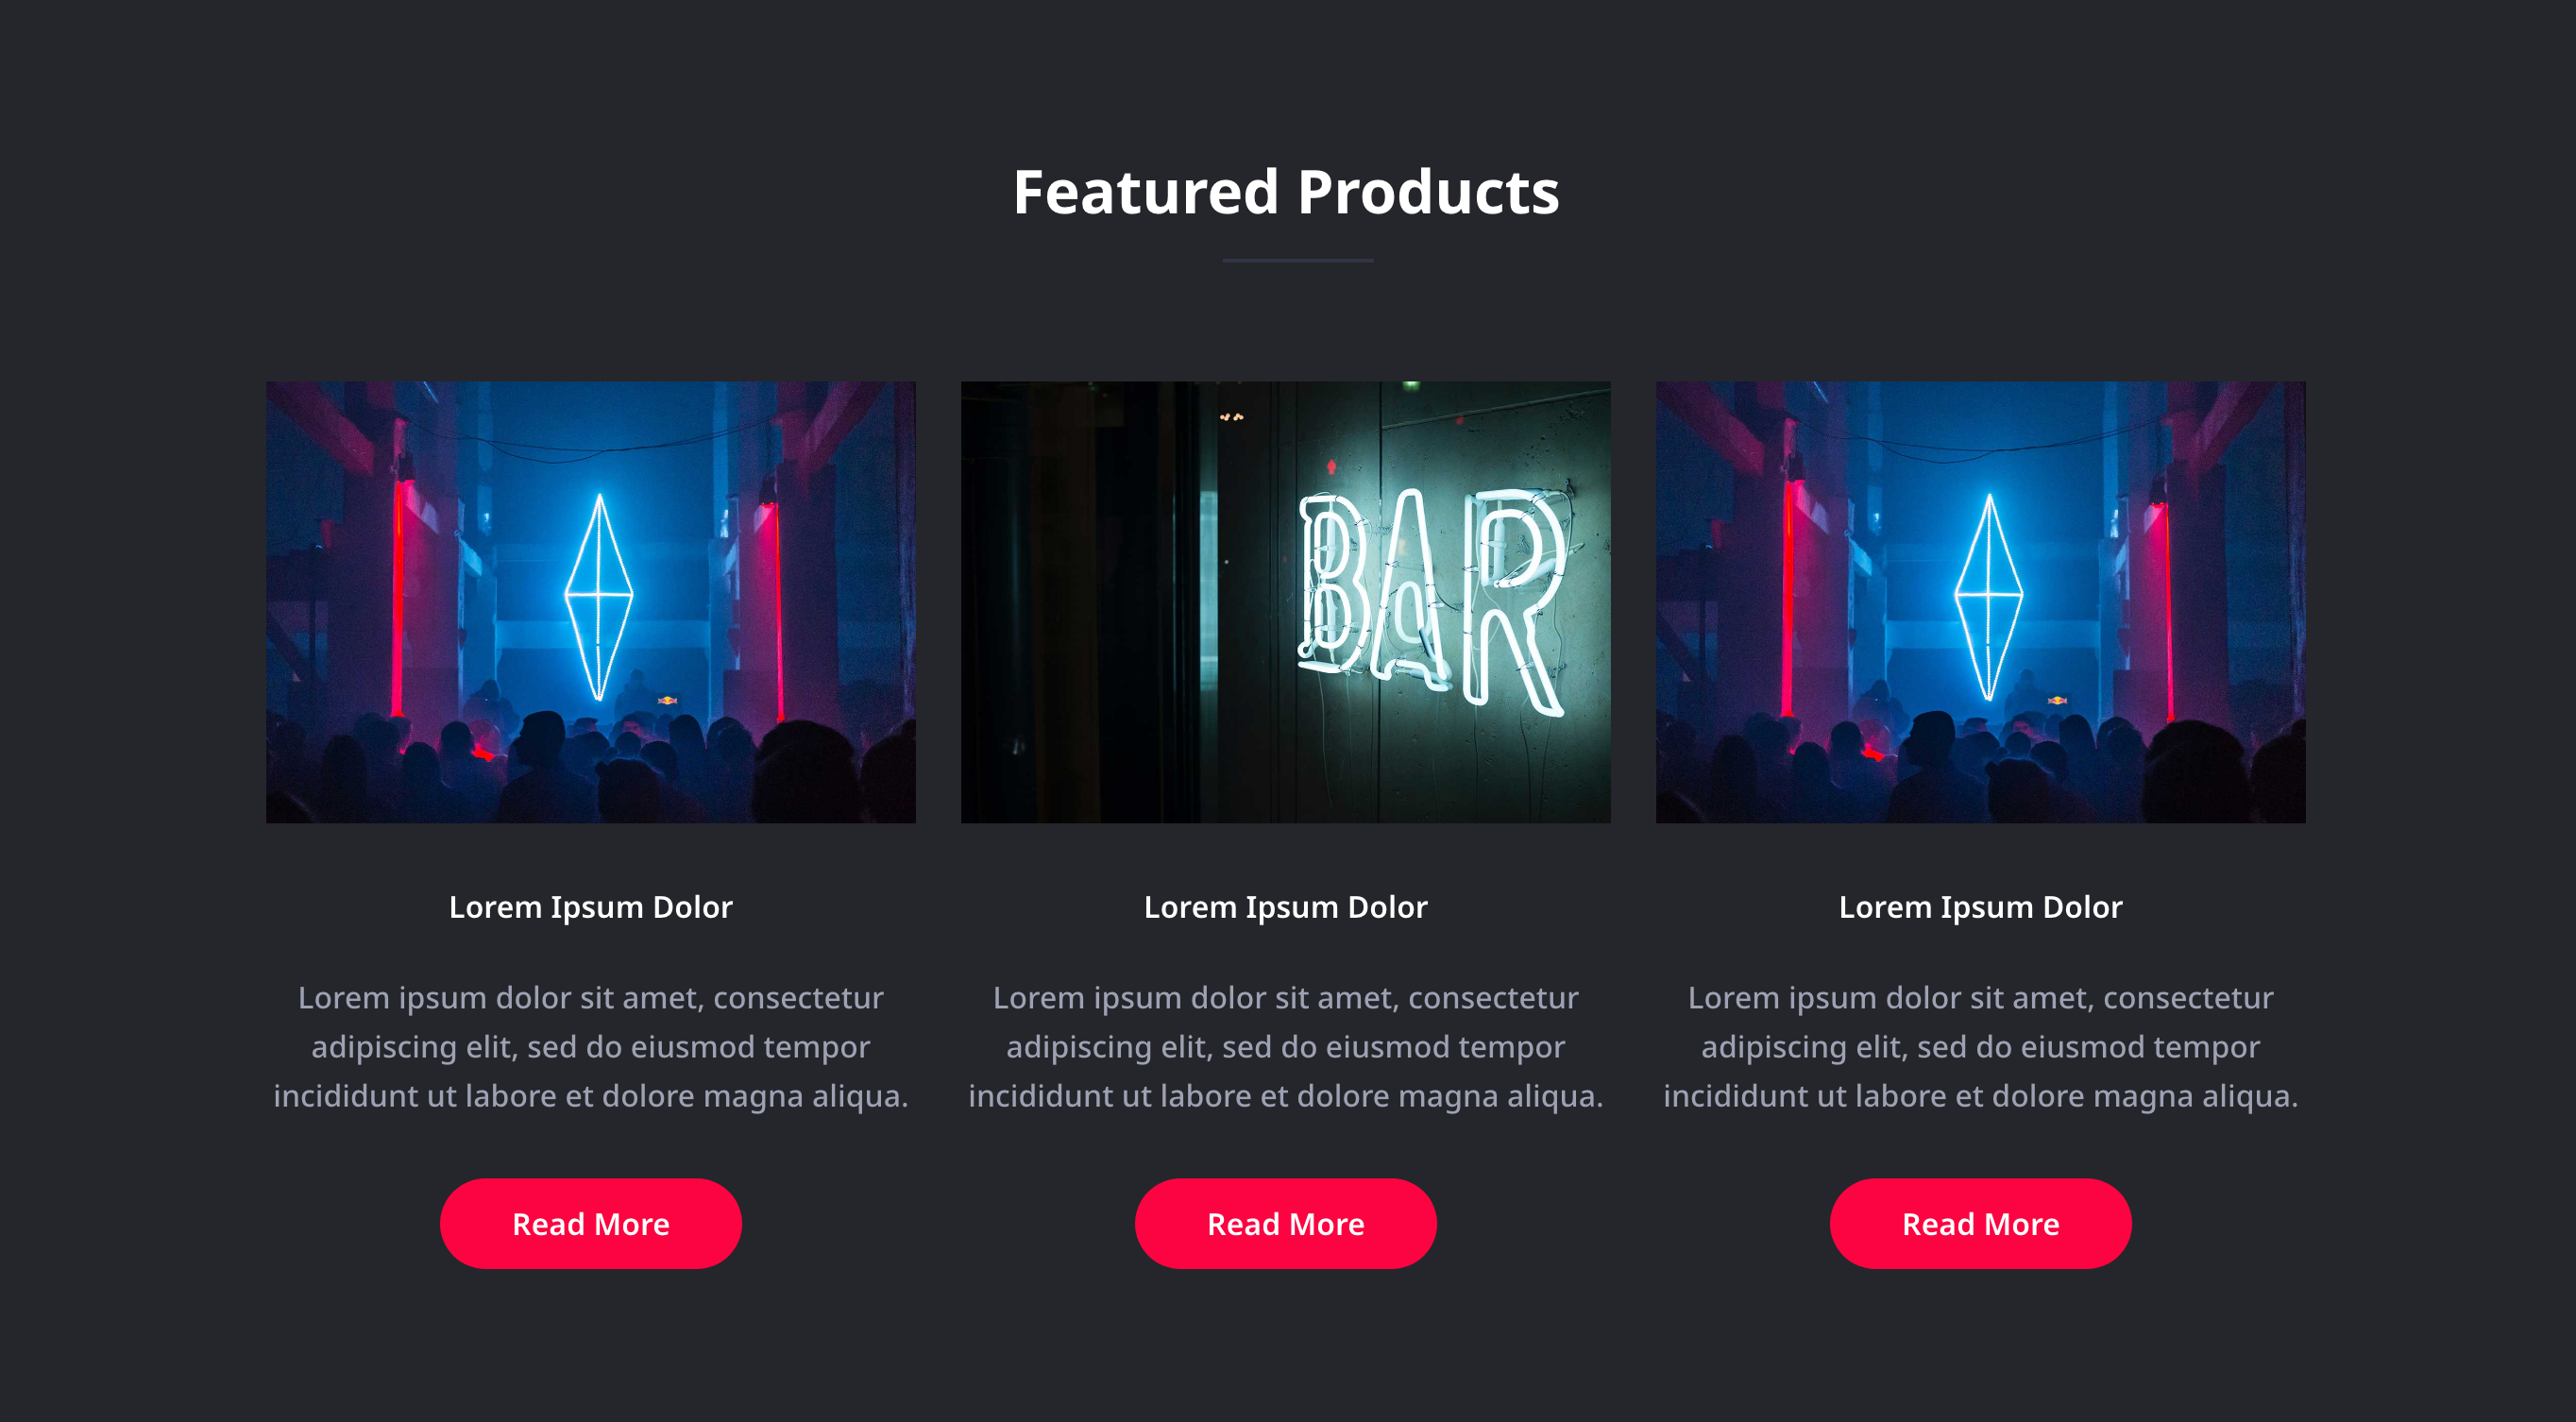 Featured Products
BAR
Lorem Ipsum Dolor
Lorem ipsum dolor sit amet, consectetur
adipiscing elit, sed do eiusmod tempor
incididunt ut labore et dolore magna aliqua.
Read More
Lorem Ipsum Dolor
Lorem ipsum dolor sit amet, consectetur
adipiscing elit, sed do eiusmod tempor
incididunt ut labore et dolore magna aliqua.
Read More
Lorem Ipsum Dolor
Lorem ipsum dolor sit amet, consectetur
adipiscing elit, sed do eiusmod tempor
incididunt ut labore et dolore magna aliqua.
Read More